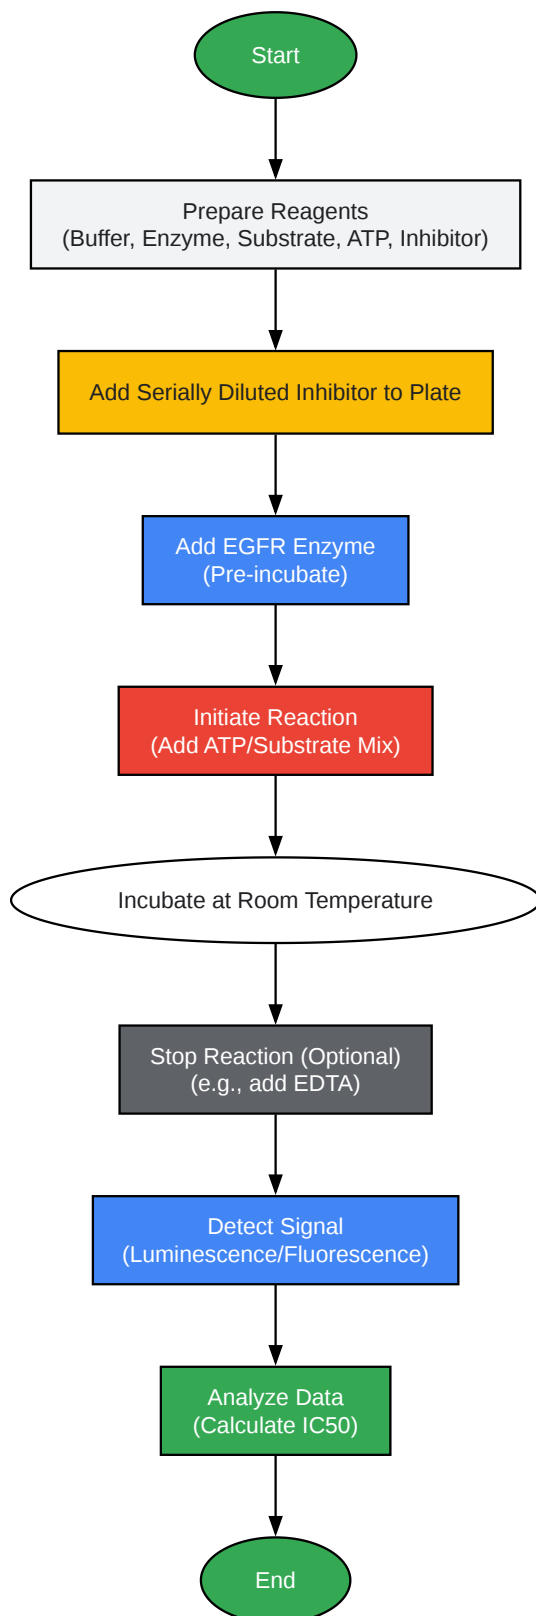 Start
Prepare Reagents
(Buffer, Enzyme, Substrate, ATP, Inhibitor)
Add Serially Diluted Inhibitor to Plate
Add EGFR Enzyme
(Pre-incubate)
Initiate Reaction
(Add ATP/Substrate Mix)
Incubate at Room Temperature
Stop Reaction (Optional)
(e.g., add EDTA)
Detect Signal
(Luminescence/Fluorescence)
Analyze Data
(Calculate IC50)
End